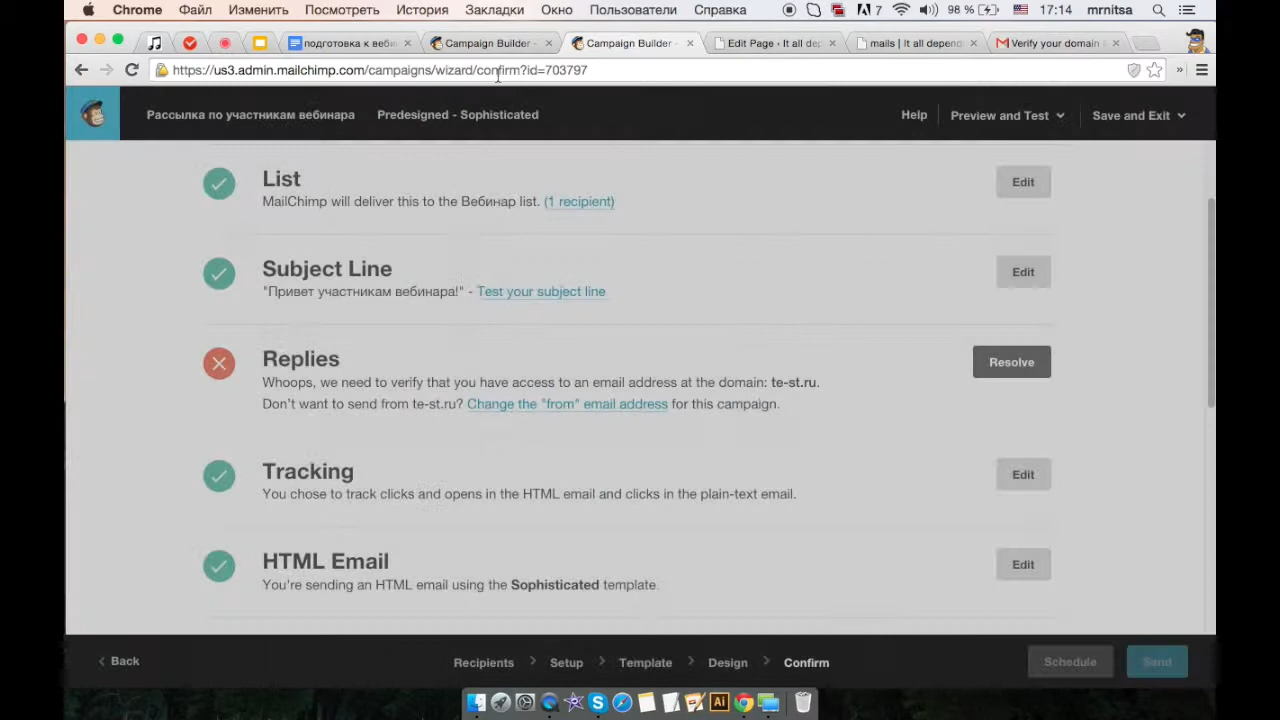 Chrome Файл Изменить Посмотреть История Закладки Окно Пользователи Справка 7 98 % 17:14 mrnitsa
подготовка к веби Campaign Builder - Campaign Builder - Edit Page · It all dep mails | It all depend Verify your domain
https://us3.admin.mailchimp.com/campaigns/wizard/confirm?id=703797
Рассылка по участникам вебинара Predesigned - Sophisticated Help Preview and Test Save and Exit
List
Edit
MailChimp will deliver this to the Вебинар list. (1 recipient)
Subject Line
Edit
"Привет участникам вебинара!" - Test your subject line
Replies
Resolve
Whoops, we need to verify that you have access to an email address at the domain: te-st.ru.
Don't want to send from te-st.ru? Change the "from" email address for this campaign.
Tracking
Edit
You chose to track clicks and opens in the HTML email and clicks in the plain-text email.
HTML Email
Edit
You're sending an HTML email using the Sophisticated template.
Back Recipients Setup Template Design Confirm Schedule Send
Ai